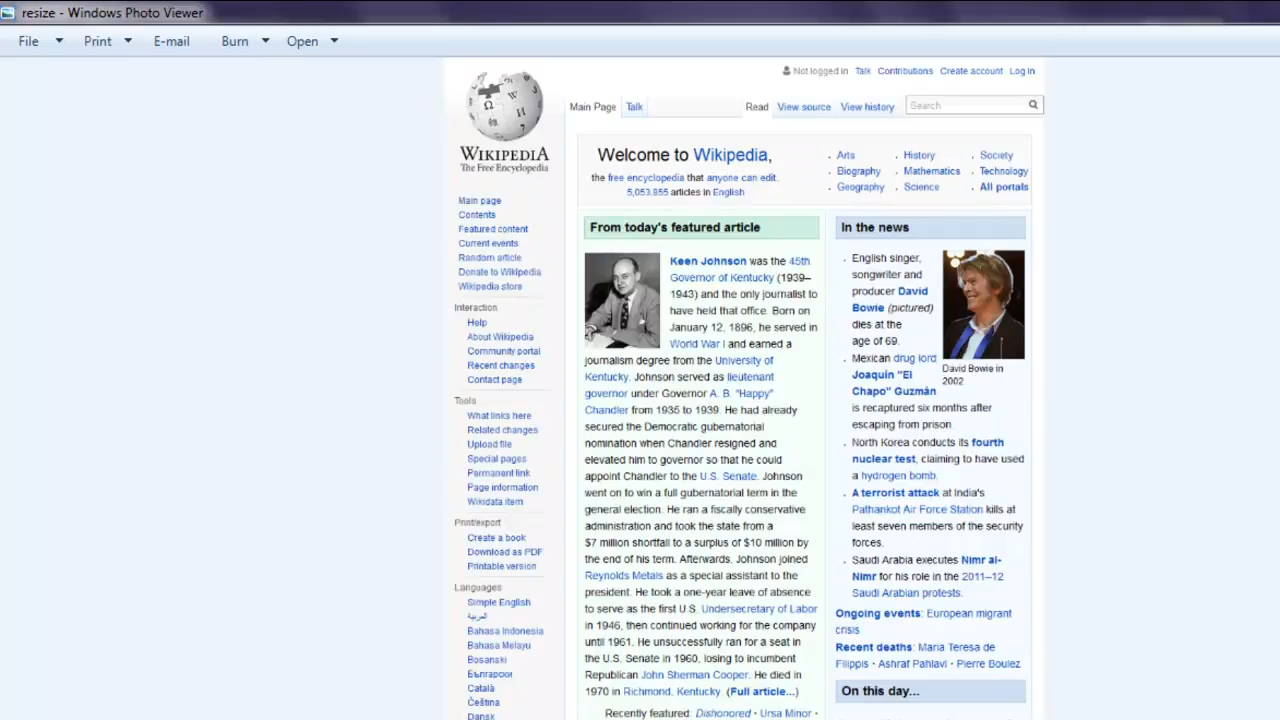 resize - Windows Photo Viewer
File Print E-mail Burn Open
Not logged in Talk Contributions Create account Log in
Main Page Talk Read View source View history Search
WIKIPEDIA
The Free Encyclopedia
Main page
Contents
Featured content
Current events
Random article
Donate to Wikipedia
Wikipedia store
Interaction
Help
About Wikipedia
Community portal
Recent changes
Contact page
Tools
What links here
Related changes
Upload file
Special pages
Permanent link
Page information
Wikidata item
Print/export
Create a book
Download as PDF
Printable version
Languages
Simple English
العربية
Bahasa Indonesia
Bahasa Melayu
Bosanski
Български
Català
Čeština
Dansk
Welcome to Wikipedia,
the free encyclopedia that anyone can edit.
5,053,855 articles in English
Arts
Biography
Geography
History
Mathematics
Science
Society
Technology
All portals
From today's featured article
Keen Johnson was the 45th
Governor of Kentucky (1939–
1943) and the only journalist to
have held that office. Born on
January 12, 1896, he served in
World War I and earned a
journalism degree from the University of
Kentucky. Johnson served as lieutenant
governor under Governor A. B. "Happy"
Chandler from 1935 to 1939. He had already
secured the Democratic gubernatorial
nomination when Chandler resigned and
elevated him to governor so that he could
appoint Chandler to the U.S. Senate. Johnson
went on to win a full gubernatorial term in the
general election. He ran a fiscally conservative
administration and took the state from a
$7 million shortfall to a surplus of $10 million by
the end of his term. Afterwards, Johnson joined
Reynolds Metals as a special assistant to the
president. He took a one-year leave of absence
to serve as the first U.S. Undersecretary of Labor
in 1946, then continued working for the company
until 1961. He unsuccessfully ran for a seat in
the U.S. Senate in 1960, losing to incumbent
Republican John Sherman Cooper. He died in
1970 in Richmond, Kentucky. (Full article...)
Recently featured: Dishonored · Ursa Minor ·
In the news
English singer,
songwriter and
producer David
Bowie (pictured)
dies at the
age of 69.
David Bowie in
2002
Mexican drug lord
Joaquín "El
Chapo" Guzmán
is recaptured six months after
escaping from prison.
North Korea conducts its fourth
nuclear test, claiming to have used
a hydrogen bomb.
A terrorist attack at India's
Pathankot Air Force Station kills at
least seven members of the security
forces.
Saudi Arabia executes Nimr al-
Nimr for his role in the 2011–12
Saudi Arabian protests.
Ongoing events: European migrant
crisis
Recent deaths: Maria Teresa de
Filippis · Ashraf Pahlavi · Pierre Boulez
On this day...